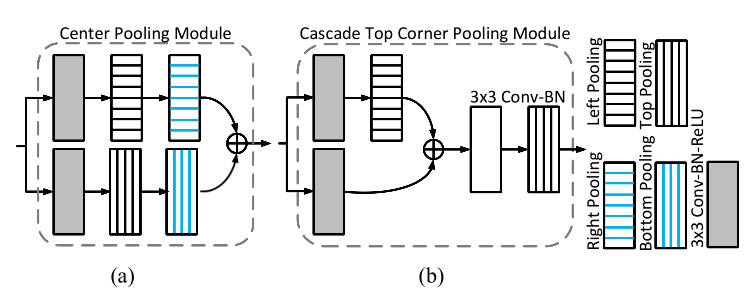 Center Pooling Module
Cascade Top Corner Pooling Module
3x3 Conv-BN
Left Pooling
Top Pooling
Right Pooling
Bottom Pooling
3x3 Conv-BN-ReLU
(a)
(b)